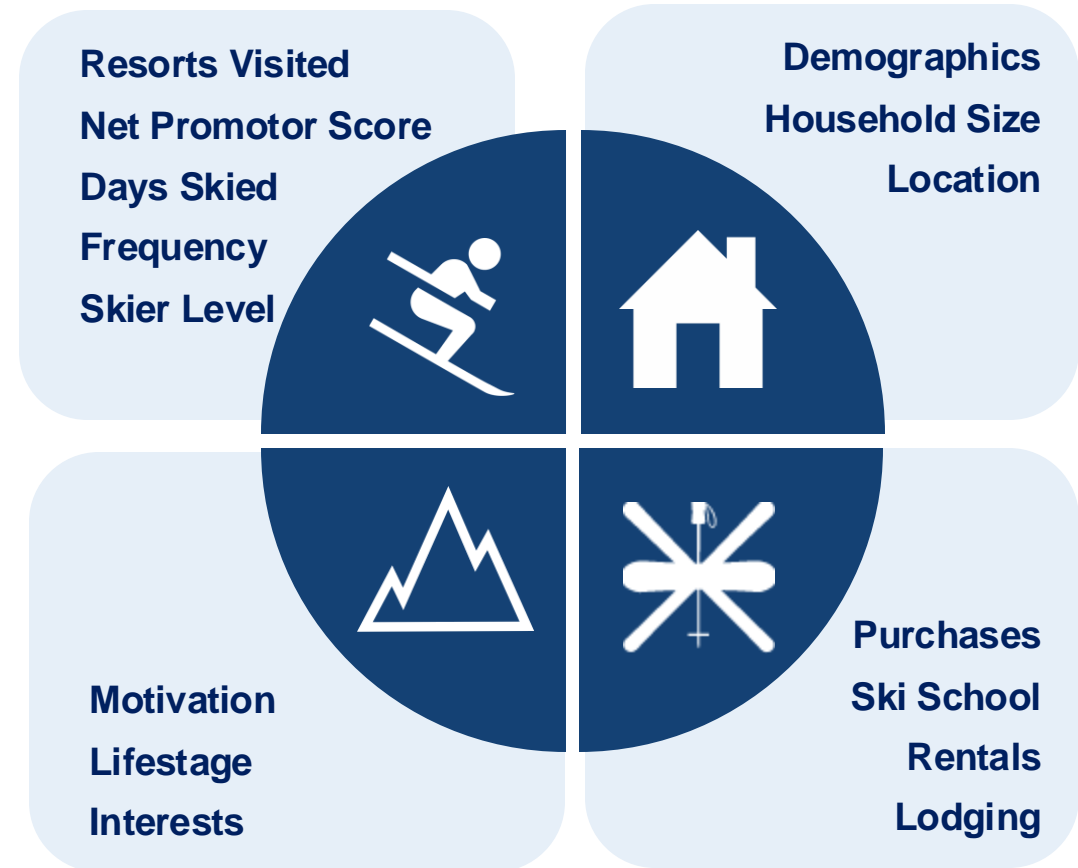 Resorts Visited
Net Promotor Score
Days Skied
Frequency
Skier Level
Demographics
Household Size
Location
Motivation
Lifestage
Interests
Purchases
Ski School
Rentals
Lodging